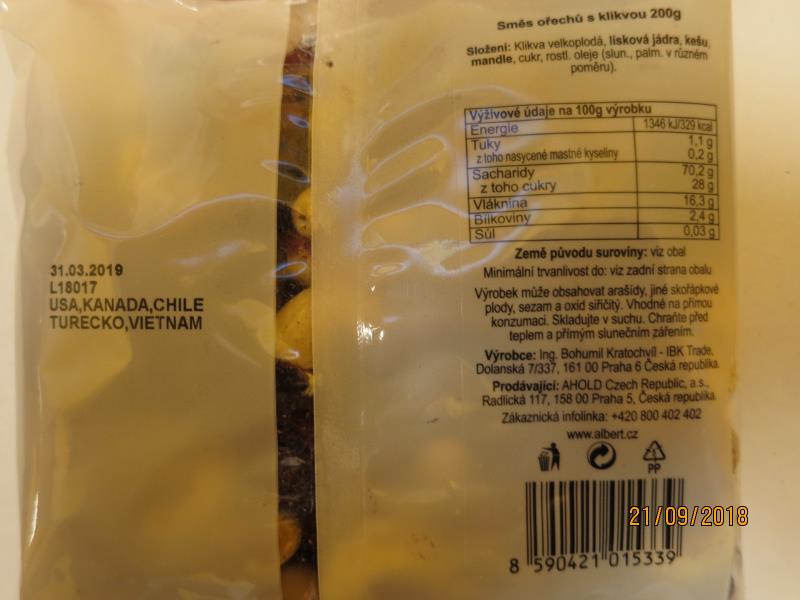 Směs ořechů s klikvou 200g
Složení: Klikva velkoplodá, lísková jádra, kešu,
mandle, cukr, rostl. oleje (slun., palm. v různém
poměru).
Výživové údaje na 100g výrobku
Energie 1346 kJ/329 kcal
Tuky 1,1 g
z toho nasycené mastné kyseliny 0,2 g
Sacharidy 70,2 g
z toho cukry 28 g
Vláknina 16,3 g
Bílkoviny 2,4 g
Sůl 0,03 g
Země původu suroviny: viz obal
Minimální trvanlivost do: viz zadní strana obalu
Výrobek může obsahovat arašídy, jiné skořápkové
plody, sezam a oxid siřičitý. Vhodné na přímou
konzumaci. Skladujte v suchu. Chraňte před
teplem a přímým slunečním zářením.
Výrobce: Ing. Bohumil Kratochvíl - IBK Trade,
Dolanská 7/337, 161 00 Praha 6 Česká republika.
Prodávající: AHOLD Czech Republic, a.s.,
Radlická 117, 158 00 Praha 5, Česká republika.
Zákaznická infolinka: +420 800 402 402
www.albert.cz
5
PP
8 590421 015339
31.03.2019
L18017
USA,KANADA,CHILE
TURECKO,VIETNAM
21/09/2018